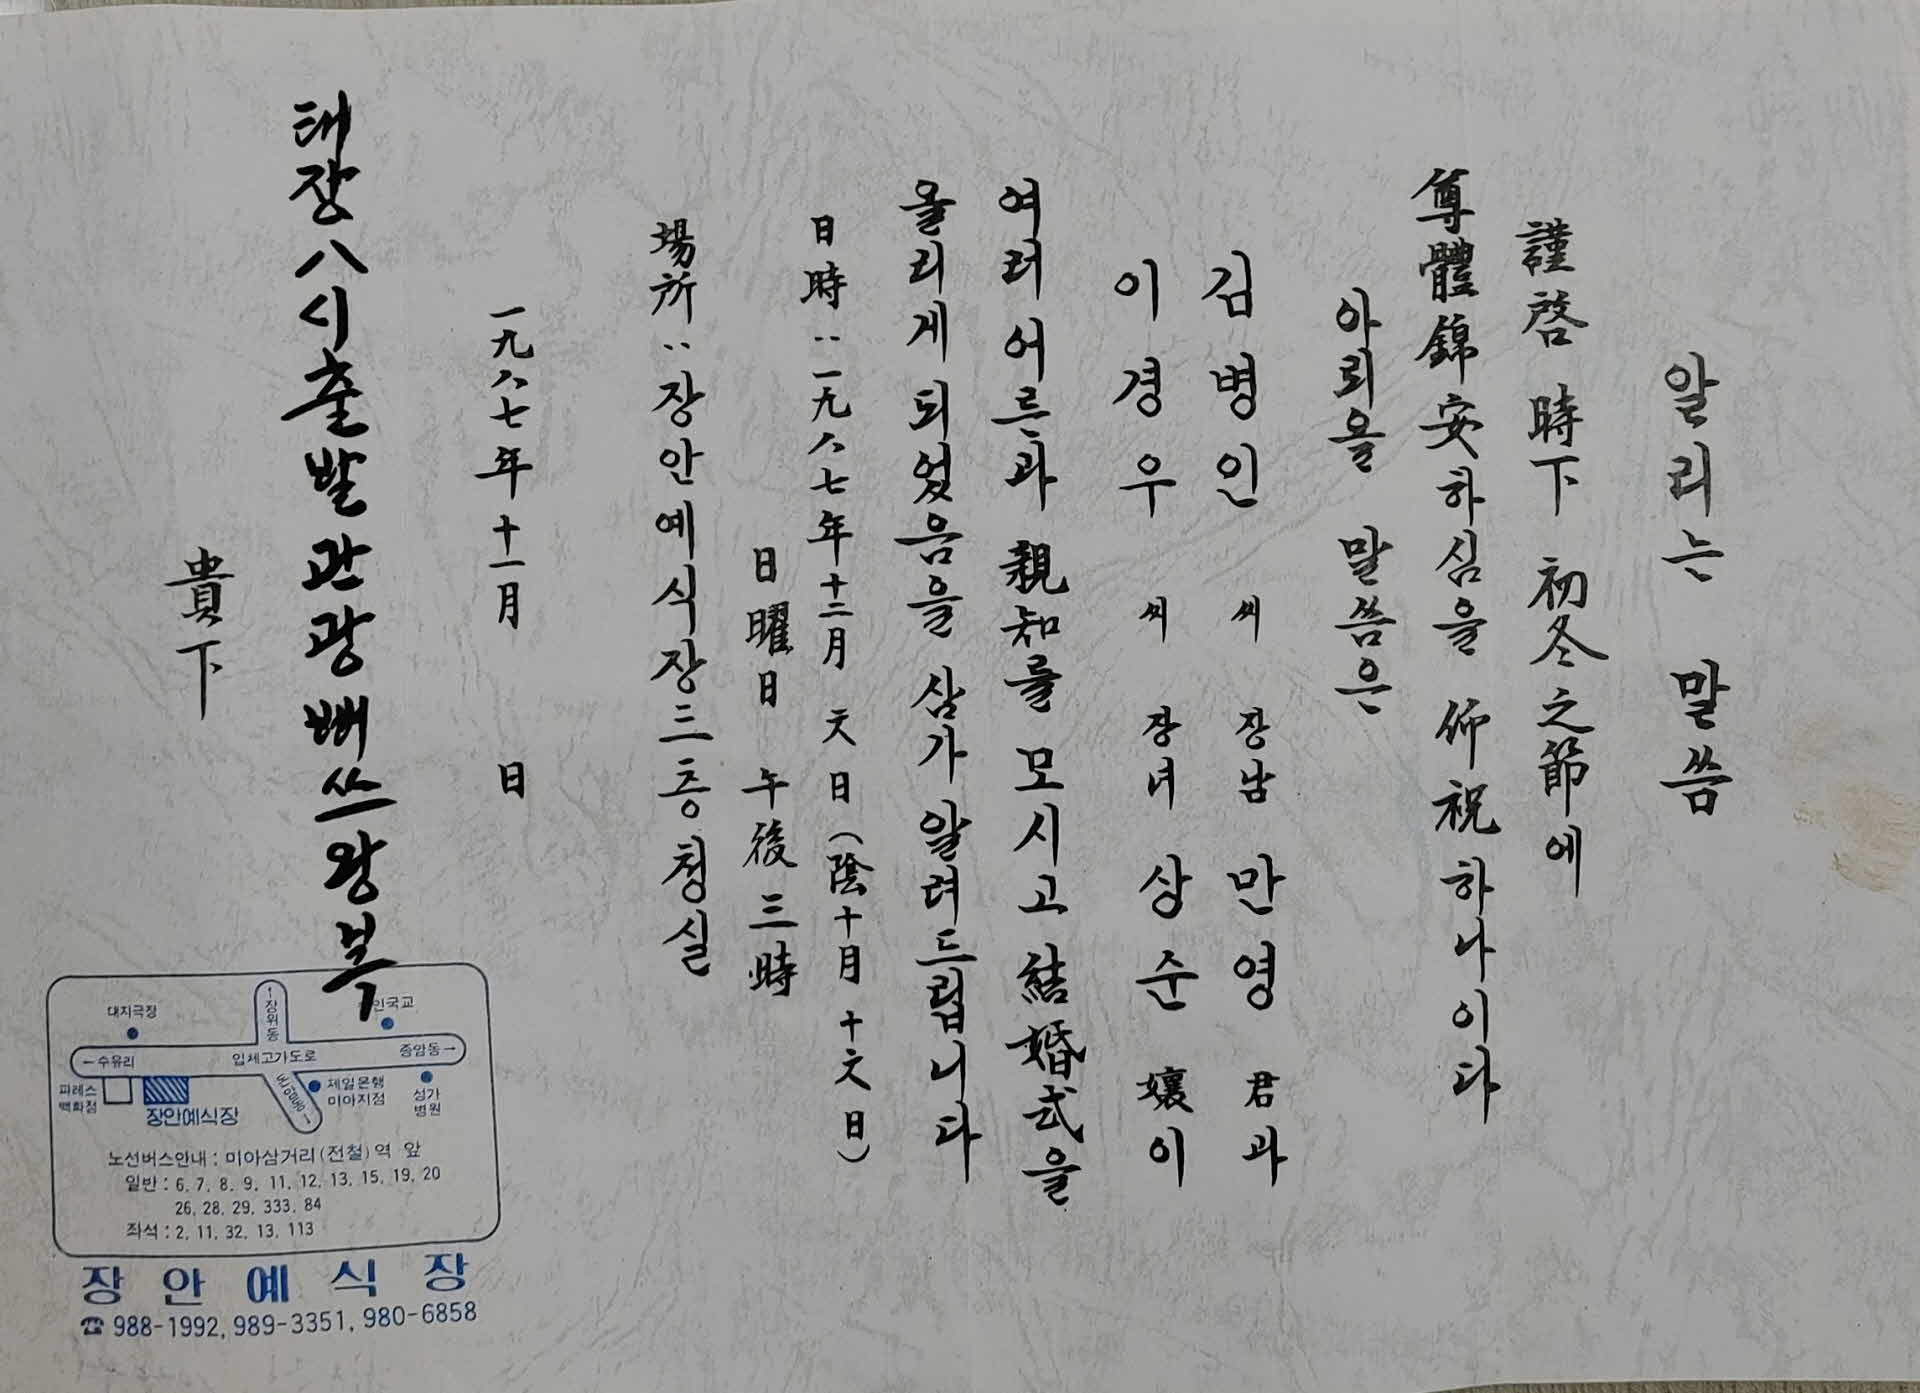 알리는 말씀
謹啓 時下 初冬之節에
尊體錦安하심을 仰祝하나이다
아뢰올 말씀은
김병인 씨 장남 만영 君과
이경우 씨 장녀 상순 孃이
여러 어른과 親知를 모시고 結婚式을
올리게 되었음을 삼가 알려드립니다
日時 : 一九八七年 十二月 六日 (陰十月 十六日)
日曜日 午後三時
場所 : 장안예식장 三층 청실
一九八七年 十一月 日
태장 八시 출발 관광뻐쓰 왕복
貴下
대지극장
↑장위동
인국교
←수유리
입체고가도로
종암동→
파레스
백화점
장안예식장
돈암동→
제일은행
미아지점
성가
병원
노선버스안내 : 미아삼거리(전철)역 앞
일반 : 6, 7, 8, 9, 11, 12, 13, 15, 19, 20
26, 28, 29, 333, 84
좌석 : 2, 11, 32, 13, 113
장안예식장
☎ 988-1992, 989-3351, 980-6858